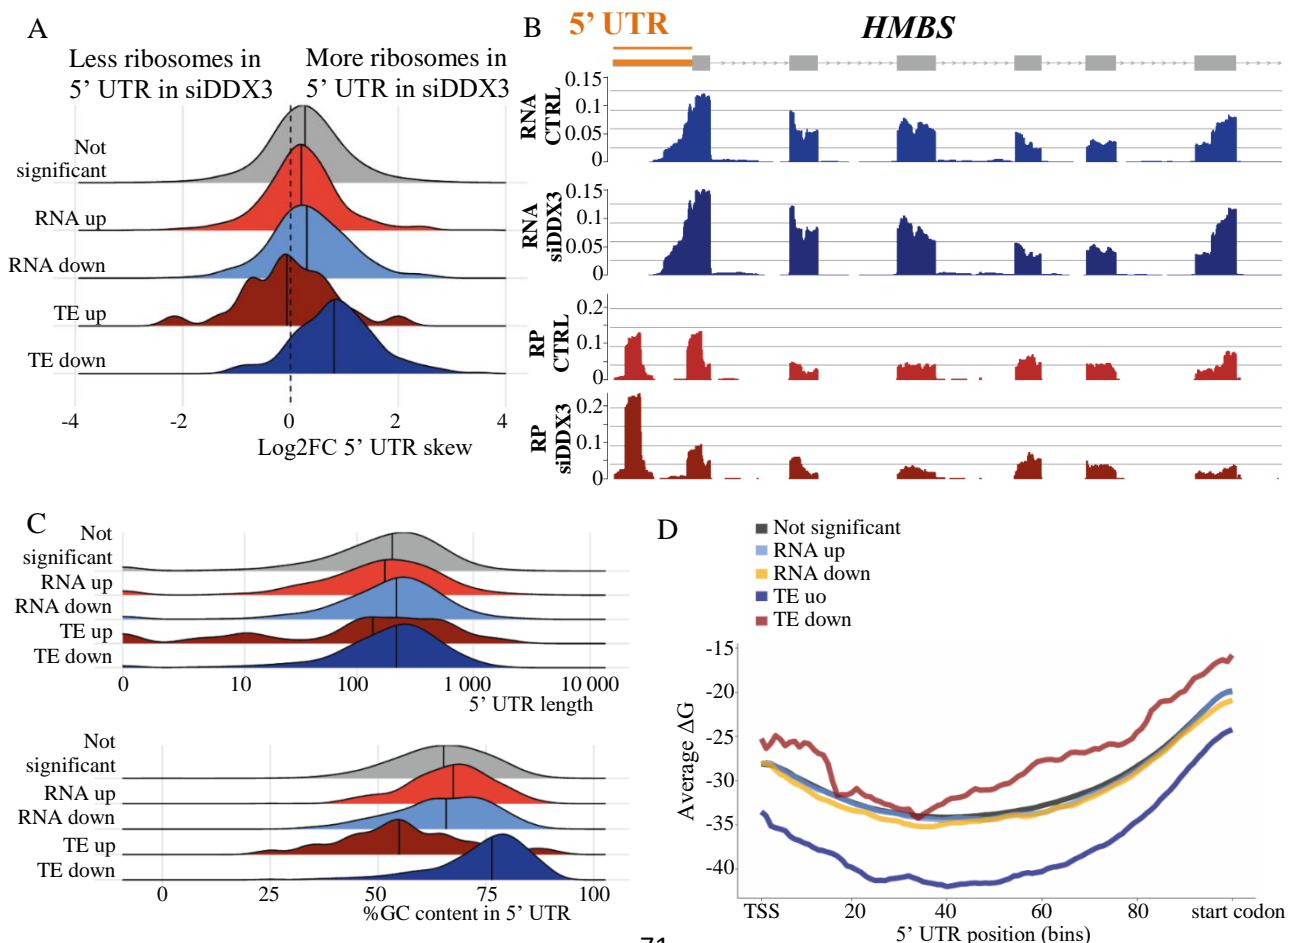 A
Less ribosomes in
5’ UTR in siDDX3
More ribosomes in
5’ UTR in siDDX3
Not
significant
RNA up
RNA down
TE up
TE down
-4 -2 0 2 4
Log2FC 5’ UTR skew
B
5’ UTR
HMBS
RNA
CTRL
0.15
0.1
0.05
0
RNA
siDDX3
0.15
0.1
0.05
0
RP
CTRL
0.2
0.1
0
RP
siDDX3
0.2
0.1
0
C
Not
significant
RNA up
RNA down
TE up
TE down
0 10 100 1 000 10 000
5’ UTR length
Not
significant
RNA up
RNA down
TE up
TE down
0 25 50 75 100
%GC content in 5’ UTR
D
Not significant
RNA up
RNA down
TE uo
TE down
Average ΔG
-15
-20
-25
-30
-35
-40
TSS 20 40 60 80 start codon
5’ UTR position (bins)